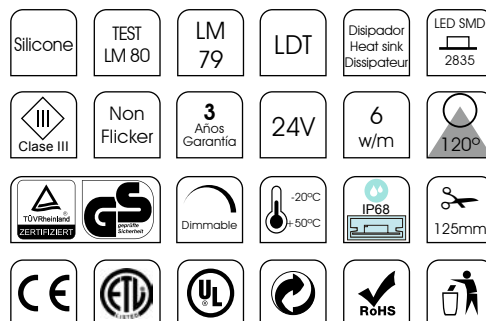 Silicone
TEST
LM 80
LM
79
LDT
Disipador
Heat sink
Dissipateur
LED SMD
2835
III
Clase III
Non
Flicker
3
Años
Garantía
24V
6
w/m
120º
TÜVRheinland
ZERTIFIZIERT
GS
geprüfte
Sicherheit
Dimmable
-20ºC
+50ºC
IP68
125mm
CE
ETL
LISTED
UL
RoHS